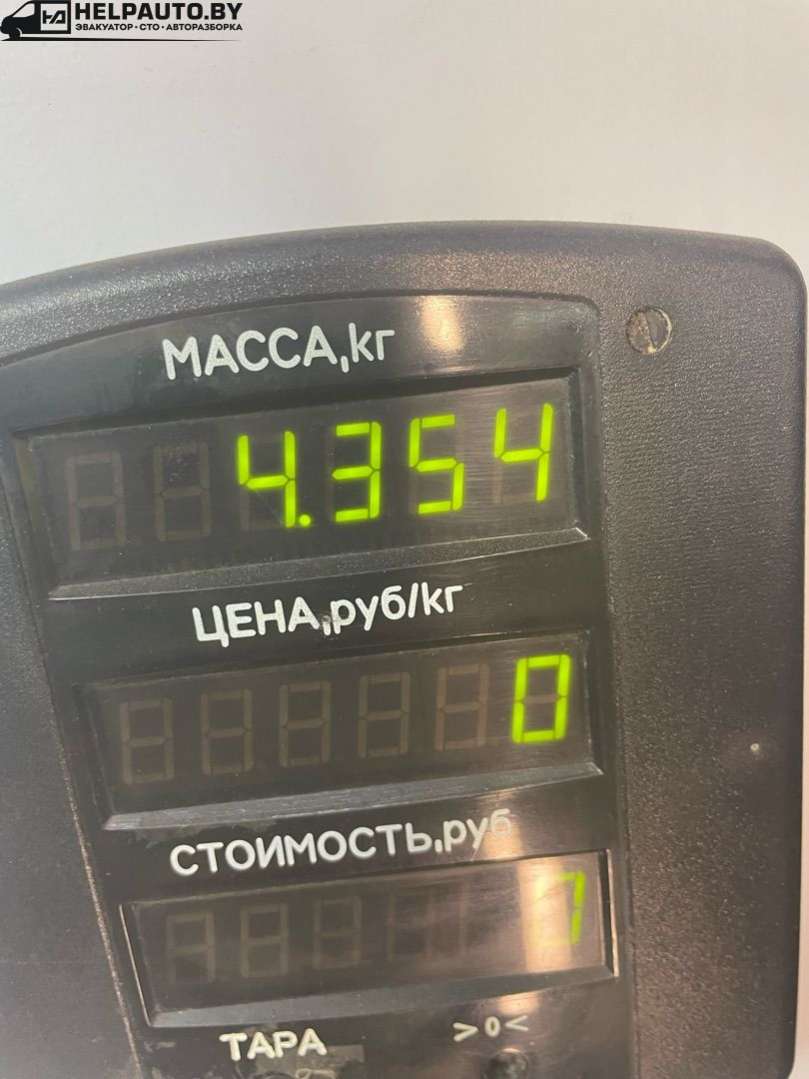 HELPAUTO.BY
ЭВАКУАТОР•СТО•АВТОРАЗБОРКА
МАССА,кг
4.354
ЦЕНА,руб/кг
0
СТОИМОСТЬ,руб
ТАРА >0<